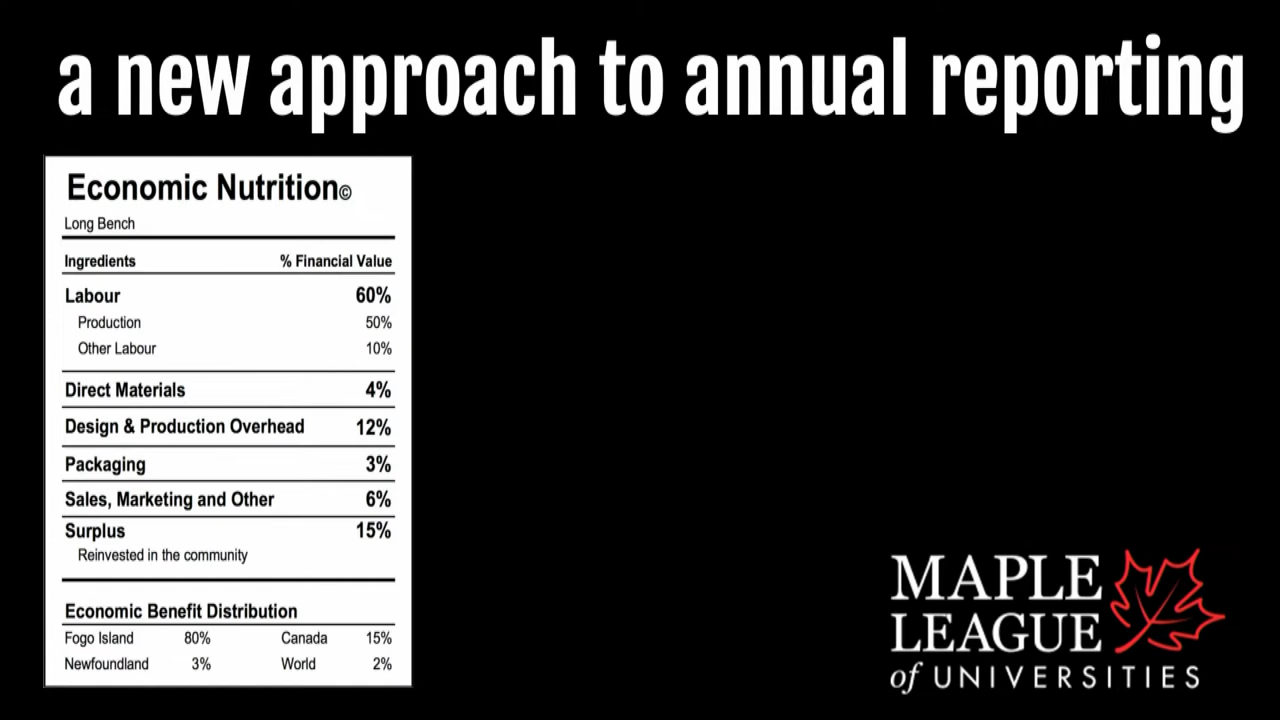 a new approach to annual reporting
Economic Nutrition©
Long Bench
Ingredients % Financial Value
Labour 60%
Production 50%
Other Labour 10%
Direct Materials 4%
Design & Production Overhead 12%
Packaging 3%
Sales, Marketing and Other 6%
Surplus 15%
Reinvested in the community
Economic Benefit Distribution
Fogo Island 80% Canada 15%
Newfoundland 3% World 2%
MAPLE
LEAGUE
of UNIVERSITIES